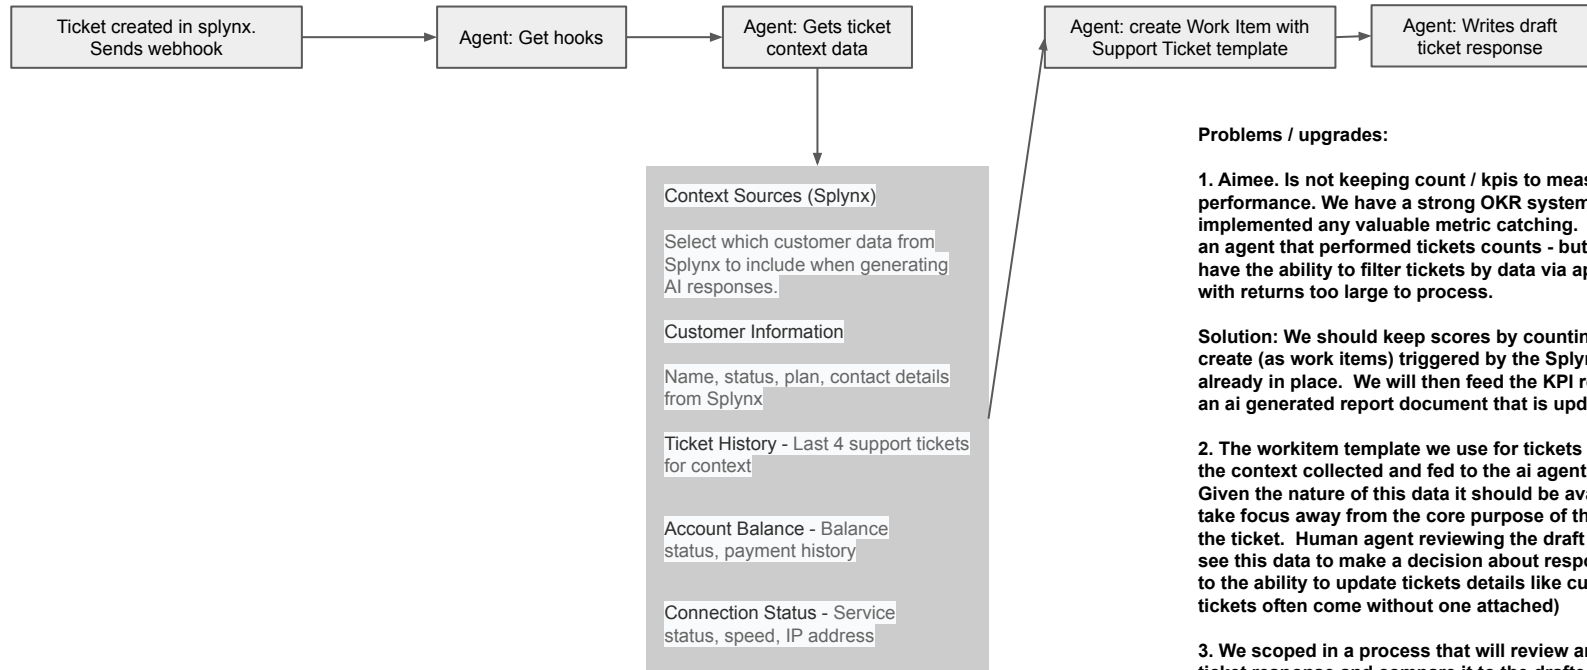 Ticket created in splynx.
Sends webhook
Agent: Get hooks
Agent: Gets ticket
context data
Agent: create Work Item with
Support Ticket template
Agent: Writes draft
ticket response
Context Sources (Splynx)
Select which customer data from
Splynx to include when generating
AI responses.
Customer Information
Name, status, plan, contact details
from Splynx
Ticket History - Last 4 support tickets
for context
Account Balance - Balance
status, payment history
Connection Status - Service
status, speed, IP address
Problems / upgrades:
1. Aimee. Is not keeping count / kpis to
performance. We have a strong OKR system
implemented any valuable metric catching.
an agent that performed tickets counts - but
have the ability to filter tickets by data via
with returns too large to process.
Solution: We should keep scores by
create (as work items) triggered by the
already in place. We will then feed the KPI
an ai generated report document that is
2. The workitem template we use for tickets
the context collected and fed to the ai agent
Given the nature of this data it should be
take focus away from the core purpose of
the ticket. Human agent reviewing the draft
see this data to make a decision about
to the ability to update tickets details like
tickets often come without one attached)
3. We scoped in a process that will review
ticket response and compare it to the drafts